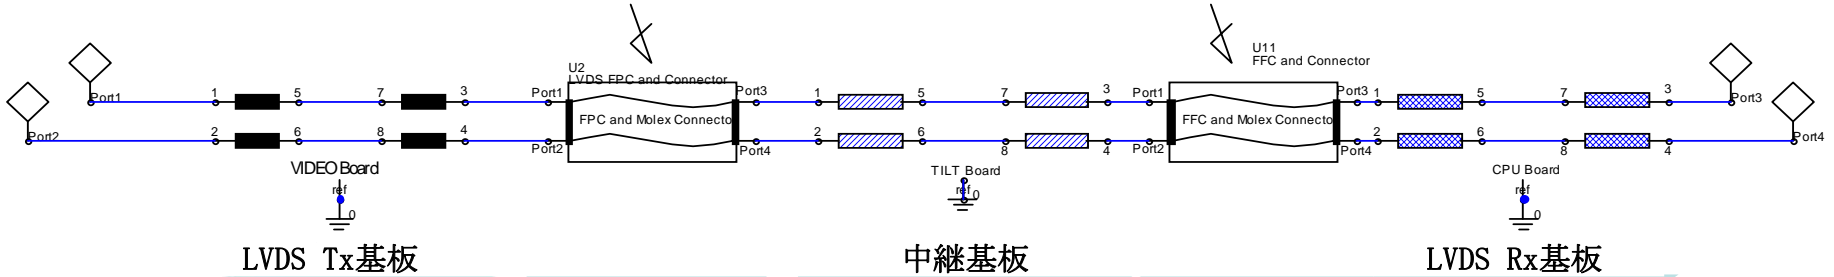 U2
LVDS FPC and Connector
U11
FFC and Connector
Port1 1 5 7 3 Port1 Port3 1 5 7 3 Port1 Port3 1 5 7 3 Port3
FPC and Molex Connecto
FFC and Molex Connecto
Port2 2 6 8 4 Port2 Port4 2 6 8 4 Port2 Port4 2 6 8 4 Port4
VIDEO Board
TILT Board
CPU Board
ref
ref
ref
0
0
0
LVDS Tx基板
中継基板
LVDS Rx基板